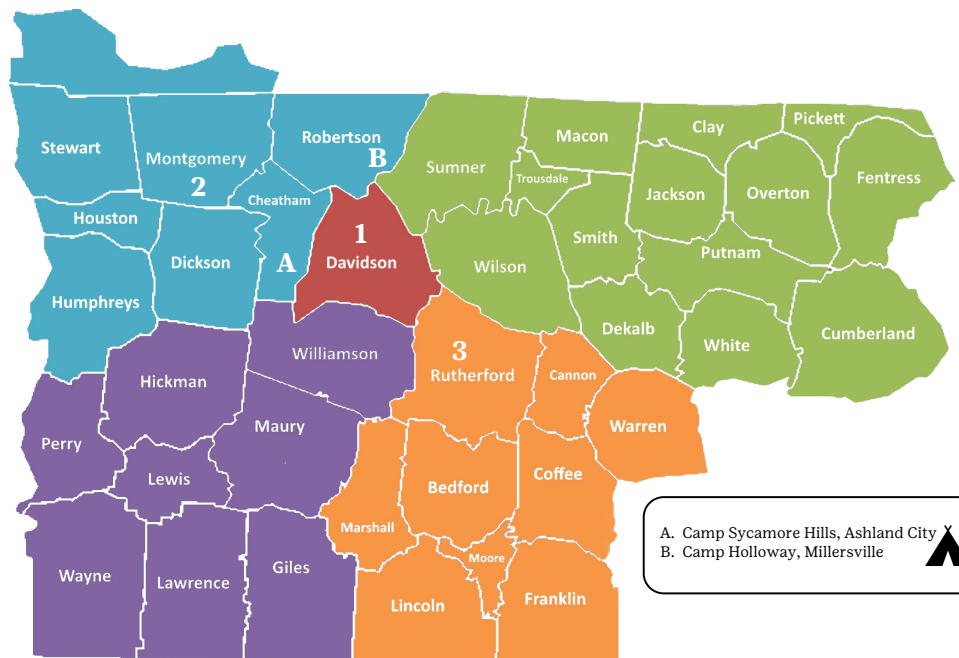 Stewart
Montgomery
2
Robertson
B
Cheatham
Houston
Dickson
A
Humphreys
1
Davidson
Sumner
Macon
Trousdale
Clay
Pickett
Jackson
Overton
Fentress
Smith
Putnam
Wilson
Dekalb
White
Cumberland
Williamson
Hickman
Maury
Perry
Lewis
Wayne
Lawrence
Giles
3
Rutherford
Cannon
Warren
Bedford
Coffee
Marshall
Moore
Lincoln
Franklin
A. Camp Sycamore Hills, Ashland City
B. Camp Holloway, Millersville